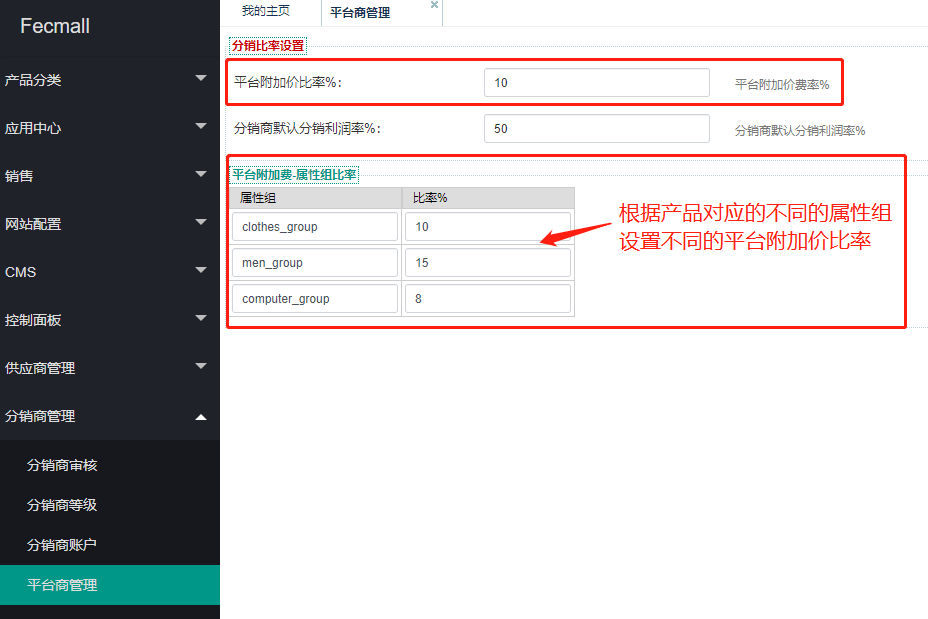 Fecmall
产品分类
应用中心
销售
网站配置
CMS
控制面板
供应商管理
分销商管理
分销商审核
分销商等级
分销商账户
平台商管理
我的主页
平台商管理
分销比率设置
平台附加价比率%: 10 平台附加价费率%
分销商默认分销利润率%: 50 分销商默认分销利润率%
平台附加费-属性组比率
属性组 比率%
clothes_group 10
men_group 15
computer_group 8
根据产品对应的不同的属性组
设置不同的平台附加价比率